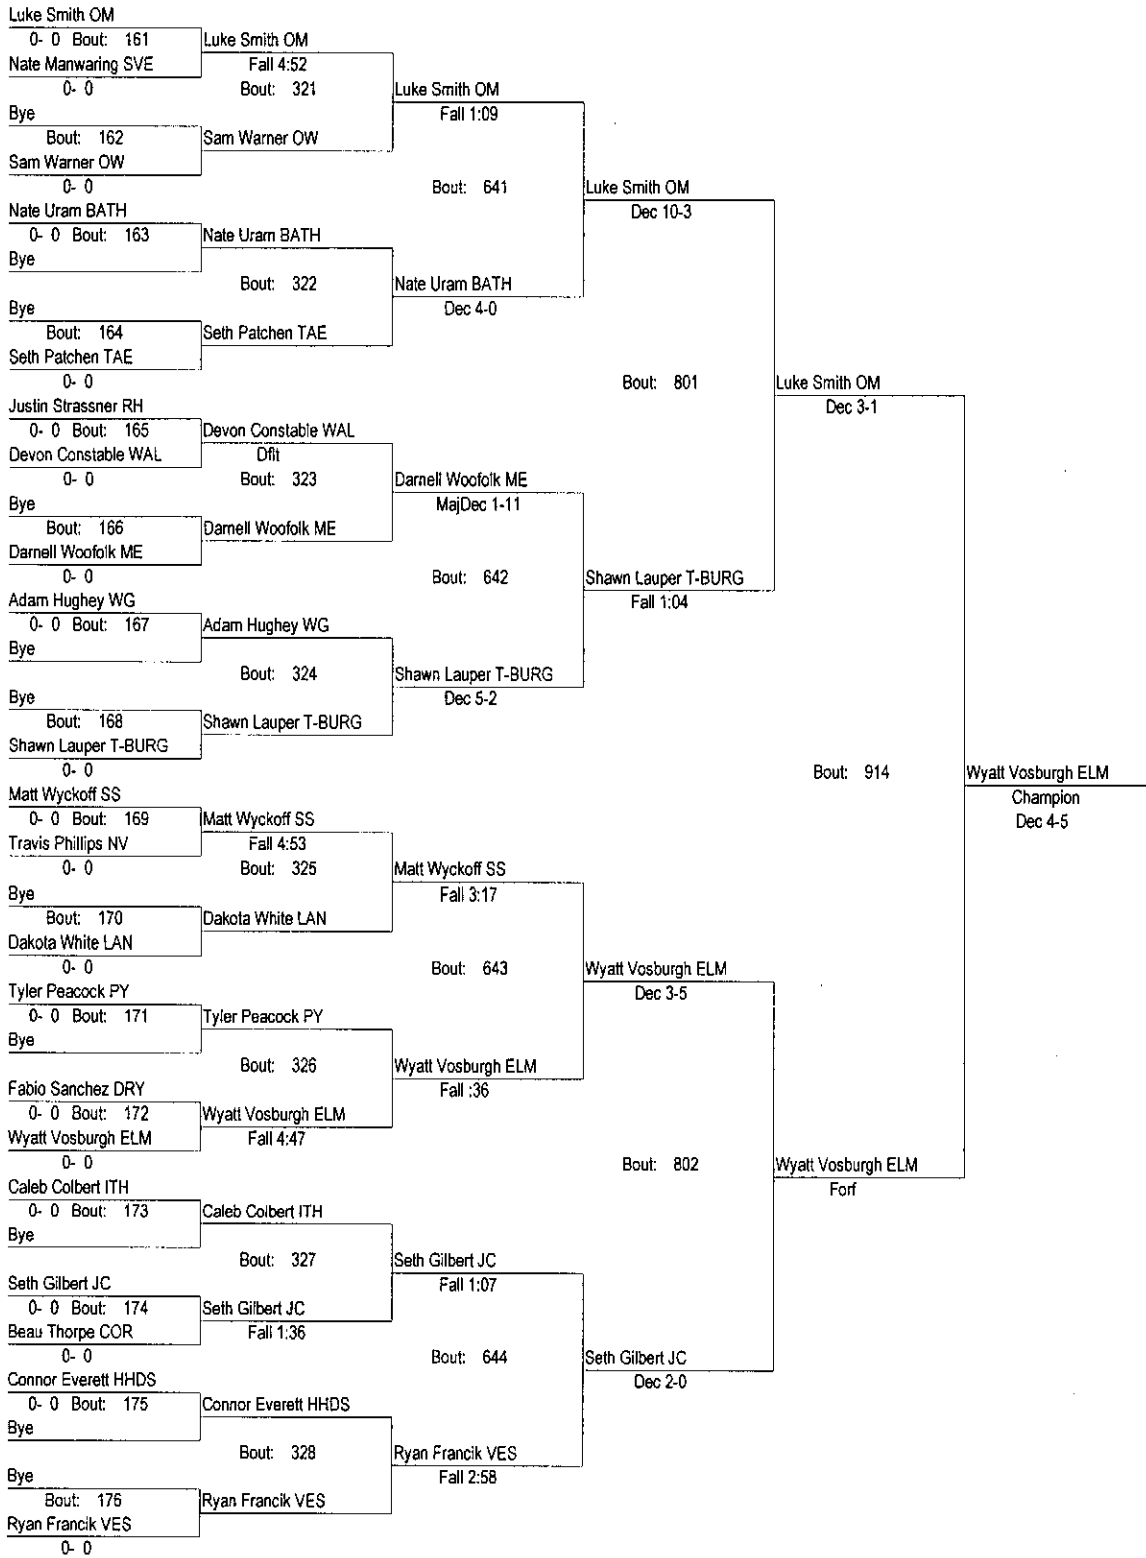 Luke Smith OM
0- 0 Bout: 161
Nate Manwaring SVE
0- 0
Bye
Bout: 162
Sam Warner OW
0- 0
Nate Uram BATH
0- 0 Bout: 163
Bye
Bye
Bout: 164
Seth Patchen TAE
0- 0
Justin Strassner RH
0- 0 Bout: 165
Devon Constable WAL
0- 0
Bye
Bout: 166
Darnell Woofolk ME
0- 0
Adam Hughey WG
0- 0 Bout: 167
Bye
Bye
Bout: 168
Shawn Lauper T-BURG
0- 0
Matt Wyckoff SS
0- 0 Bout: 169
Travis Phillips NV
0- 0
Bye
Bout: 170
Dakota White LAN
0- 0
Tyler Peacock PY
0- 0 Bout: 171
Bye
Fabio Sanchez DRY
0- 0 Bout: 172
Wyatt Vosburgh ELM
0- 0
Caleb Colbert ITH
0- 0 Bout: 173
Bye
Seth Gilbert JC
0- 0 Bout: 174
Beau Thorpe COR
0- 0
Connor Everett HHDS
0- 0 Bout: 175
Bye
Bye
Bout: 176
Ryan Francik VES
0- 0
Luke Smith OM
Fall 4:52
Bout: 321
Sam Warner OW
Nate Uram BATH
Bout: 322
Seth Patchen TAE
Devon Constable WAL
Dflt
Bout: 323
Darnell Woofolk ME
Adam Hughey WG
Bout: 324
Shawn Lauper T-BURG
Matt Wyckoff SS
Fall 4:53
Bout: 325
Dakota White LAN
Tyler Peacock PY
Bout: 326
Wyatt Vosburgh ELM
Fall 4:47
Caleb Colbert ITH
Bout: 327
Seth Gilbert JC
Fall 1:36
Connor Everett HHDS
Bout: 328
Ryan Francik VES
Luke Smith OM
Fall 1:09
Bout: 641
Nate Uram BATH
Dec 4-0
Darnell Woofolk ME
MajDec 1-11
Bout: 642
Shawn Lauper T-BURG
Dec 5-2
Matt Wyckoff SS
Fall 3:17
Bout: 643
Wyatt Vosburgh ELM
Fall :36
Seth Gilbert JC
Fall 1:07
Bout: 644
Ryan Francik VES
Fall 2:58
Luke Smith OM
Dec 10-3
Bout: 801
Shawn Lauper T-BURG
Fall 1:04
Wyatt Vosburgh ELM
Dec 3-5
Bout: 802
Seth Gilbert JC
Dec 2-0
Luke Smith OM
Dec 3-1
Bout: 914
Wyatt Vosburgh ELM
Forf
Wyatt Vosburgh ELM
Champion
Dec 4-5